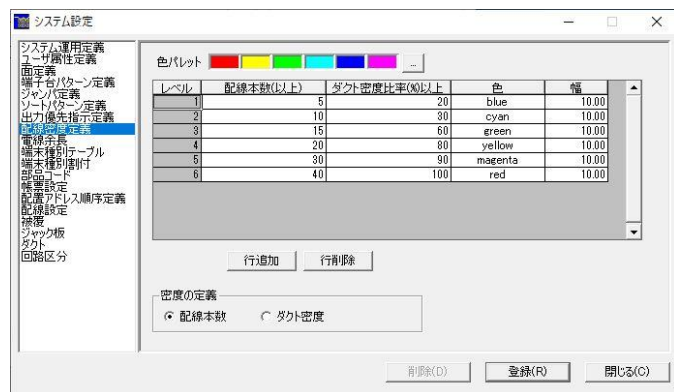 システム設定
システム運用定義
ユーザ属性定義
面定義
端子台パターン定義
ジャンパ定義
ソートパターン定義
出力優先指示定義
配線密度定義
電線余長
端末種別テーブル
端末種別割付
部品コード
帳票設定
配置アドレス順序定義
配線設定
被覆
ジャック板
ダクト
回路区分
色パレット ...
レベル 配線本数(以上) ダクト密度比率(%)以上 色 幅
1 5 20 blue 10.00
2 10 30 cyan 10.00
3 15 60 green 10.00
4 20 80 yellow 10.00
5 30 90 magenta 10.00
6 40 100 red 10.00
行追加 行削除
密度の定義
配線本数 ダクト密度
削除(D) 登録(R) 閉じる(C)